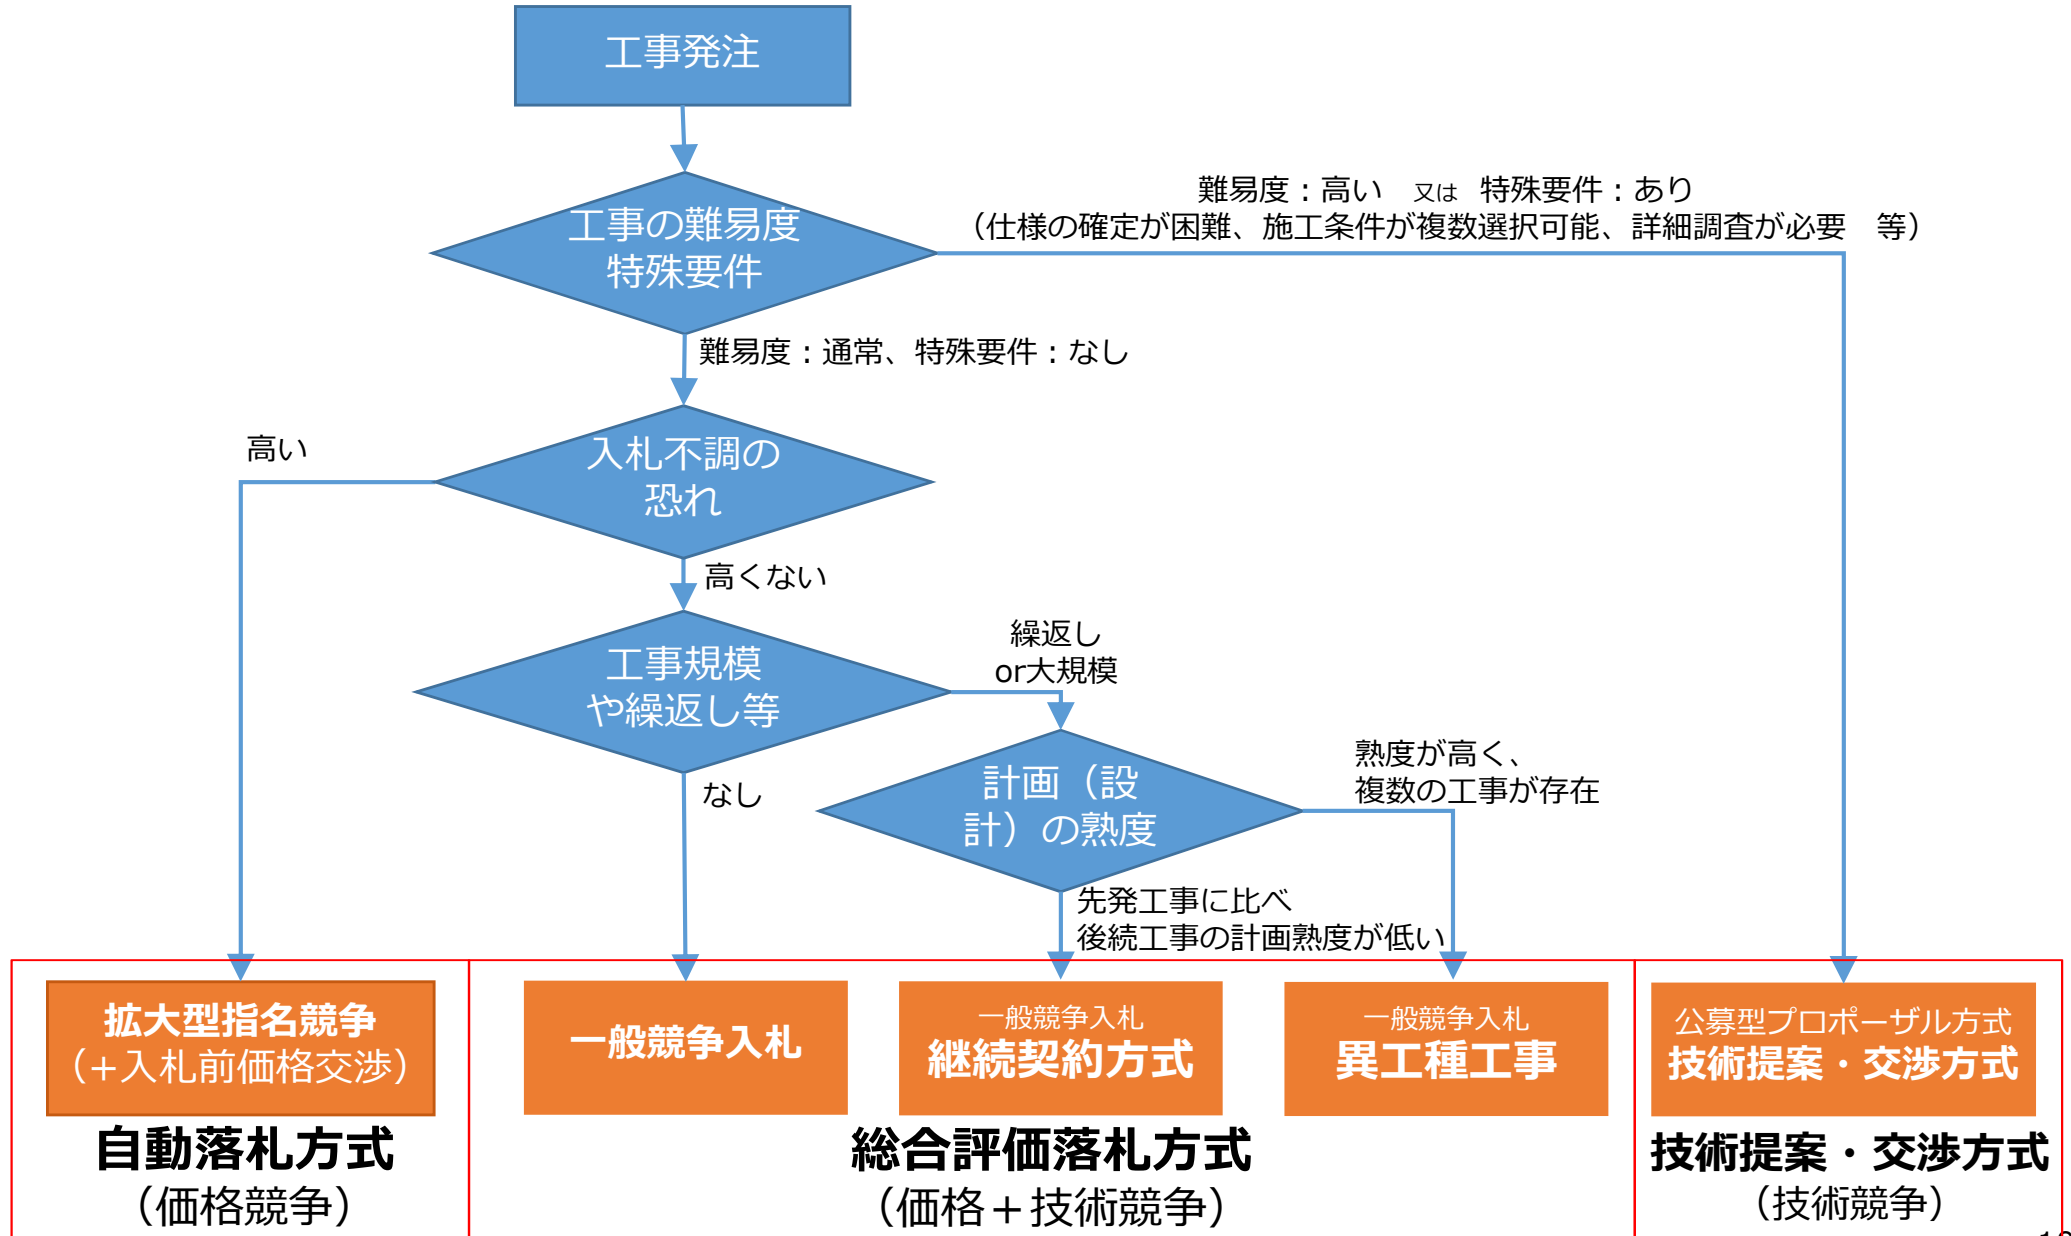 工事発注
難易度：高い　又は　特殊要件：あり
（仕様の確定が困難、施工条件が複数選択可能、詳細調査が必要　等）
工事の難易度
特殊要件
難易度：通常、特殊要件：なし
入札不調の
恐れ
高い
高くない
工事規模
や繰返し等
繰返し
or大規模
なし
計画（設
計）の熟度
熟度が高く、
複数の工事が存在
先発工事に比べ
後続工事の計画熟度が低い
拡大型指名競争
（+入札前価格交渉）
自動落札方式
（価格競争）
一般競争入札
一般競争入札
継続契約方式
一般競争入札
異工種工事
総合評価落札方式
（価格＋技術競争）
公募型プロポーザル方式
技術提案・交渉方式
技術提案・交渉方式
（技術競争）